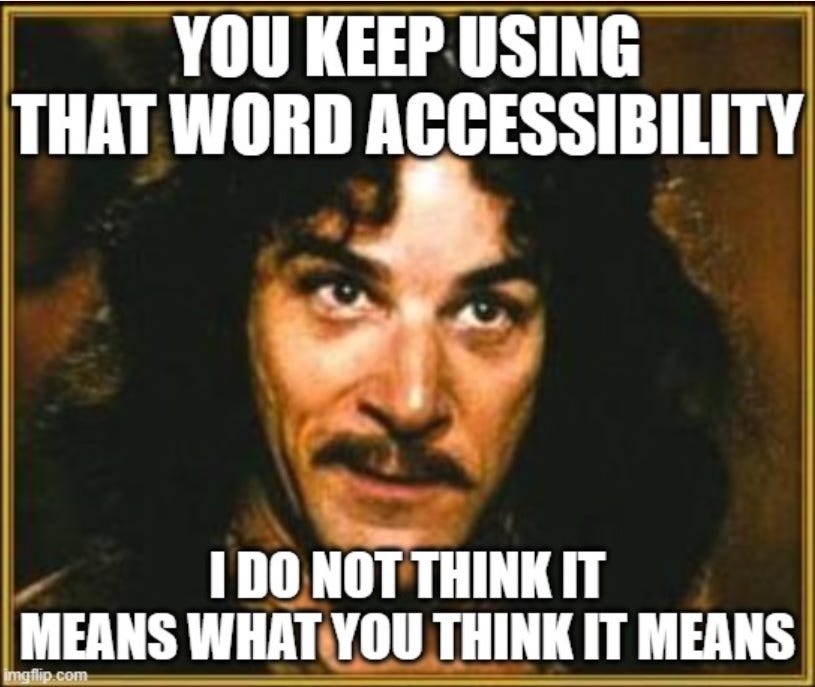 YOU KEEP USING
THAT WORD ACCESSIBILITY
I DO NOT THINK IT
MEANS WHAT YOU THINK IT MEANS
imgflip.com